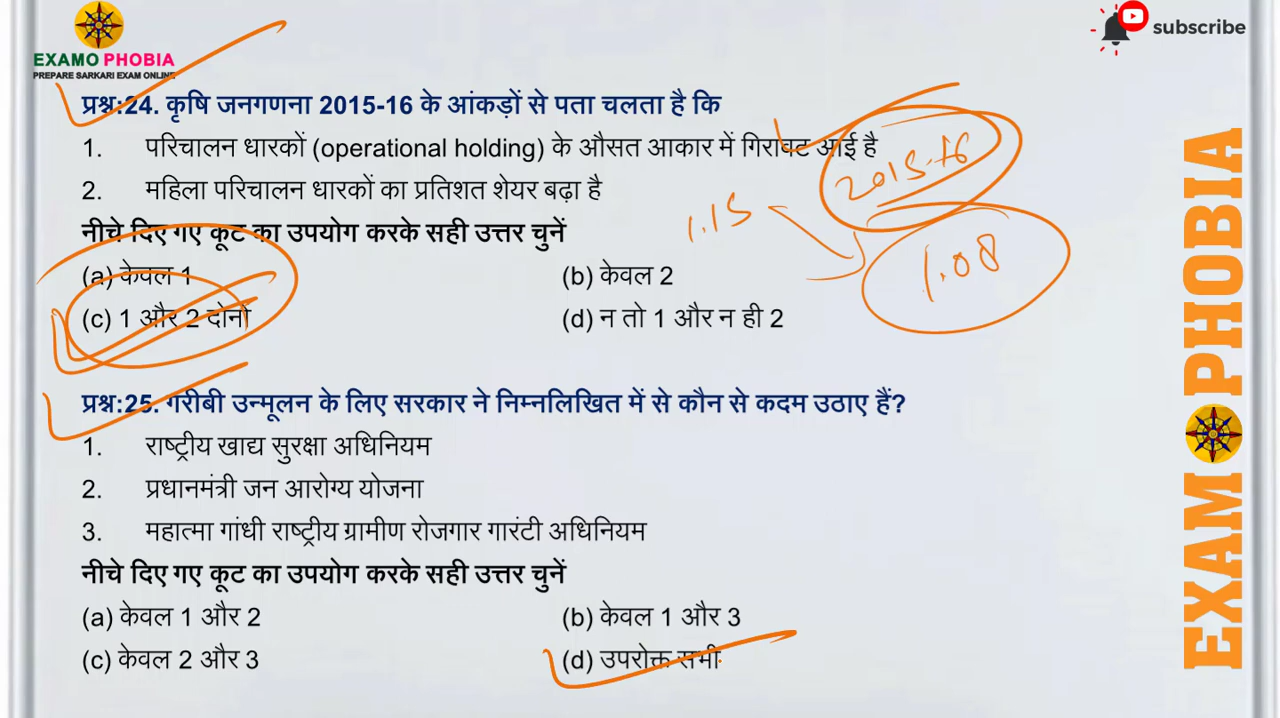 EXAMO PHOBIA
PREPARE SARKARI EXAM ONLINE
subscribe
प्रश्न:24. कृषि जनगणना 2015-16 के आंकड़ों से पता चलता है कि
1. परिचालन धारकों (operational holding) के औसत आकार में गिरावट आई है
2015-16
2. महिला परिचालन धारकों का प्रतिशत शेयर बढ़ा है
1.15
नीचे दिए गए कूट का उपयोग करके सही उत्तर चुनें
1.08
(a) केवल 1 (b) केवल 2
(c) 1 और 2 दोनों (d) न तो 1 और न ही 2
प्रश्न:25. गरीबी उन्मूलन के लिए सरकार ने निम्नलिखित में से कौन से कदम उठाए हैं?
1. राष्ट्रीय खाद्य सुरक्षा अधिनियम
2. प्रधानमंत्री जन आरोग्य योजना
3. महात्मा गांधी राष्ट्रीय ग्रामीण रोजगार गारंटी अधिनियम
नीचे दिए गए कूट का उपयोग करके सही उत्तर चुनें
(a) केवल 1 और 2 (b) केवल 1 और 3
(c) केवल 2 और 3 (d) उपरोक्त सभी
EXAM PHOBIA